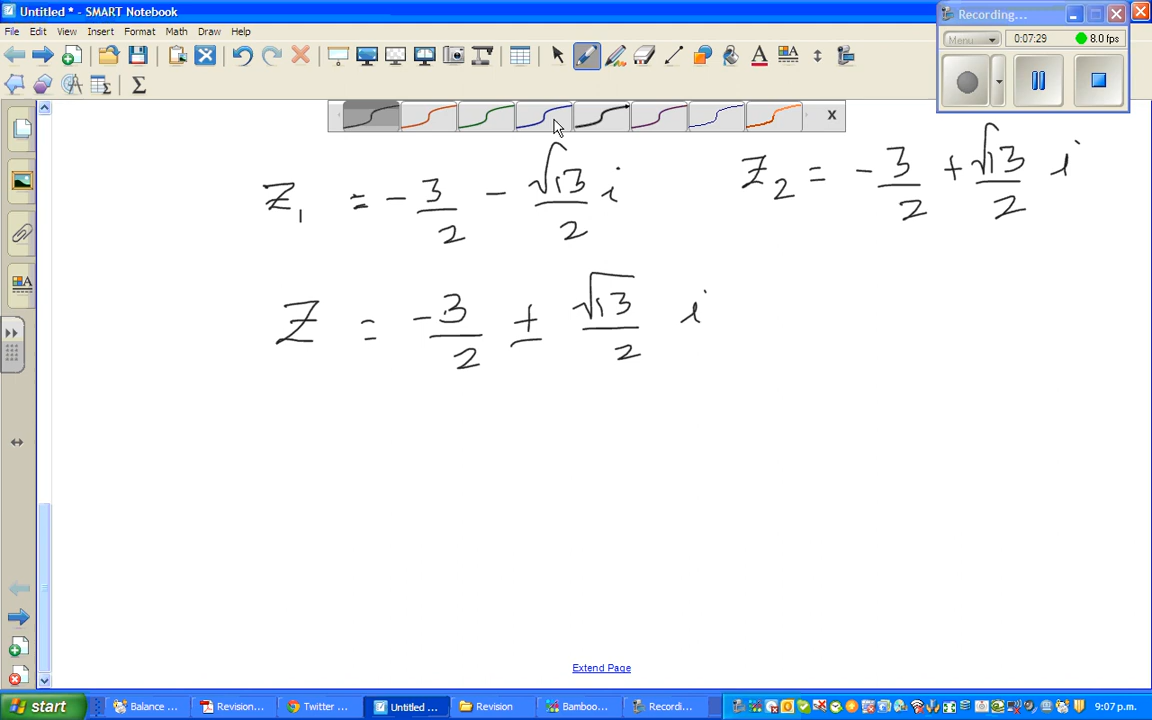 Untitled * - SMART Notebook
File Edit View Insert Format Math Draw Help
Recording...
Menu 0:07:29 8.0 fps
x
Z₁ = -3/2 - √13/2 i
Z₂ = -3/2 + √13/2 i
Z = -3/2 ± √13/2 i
Extend Page
start Balance ... Revision... Twitter ... Untitled ... Revision Bamboo... Recordi... 9:07 p.m.